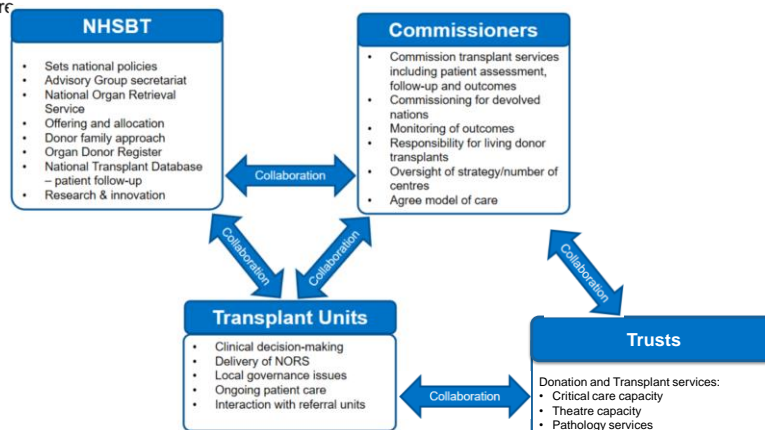 NHSBT
• Sets national policies
• Advisory Group secretariat
• National Organ Retrieval
Service
• Offering and allocation
• Donor family approach
• Organ Donor Register
• National Transplant Database
– patient follow-up
• Research & innovation
Collaboration
Commissioners
• Commission transplant services
including patient assessment,
follow-up and outcomes
• Commissioning for devolved
nations
• Monitoring of outcomes
• Responsibility for living donor
transplants
• Oversight of strategy/number of
centres
• Agree model of care
Collaboration
Collaboration
Collaboration
Transplant Units
• Clinical decision-making
• Delivery of NORS
• Local governance issues
• Ongoing patient care
• Interaction with referral units
Collaboration
Trusts
Donation and Transplant services:
• Critical care capacity
• Theatre capacity
• Pathology services